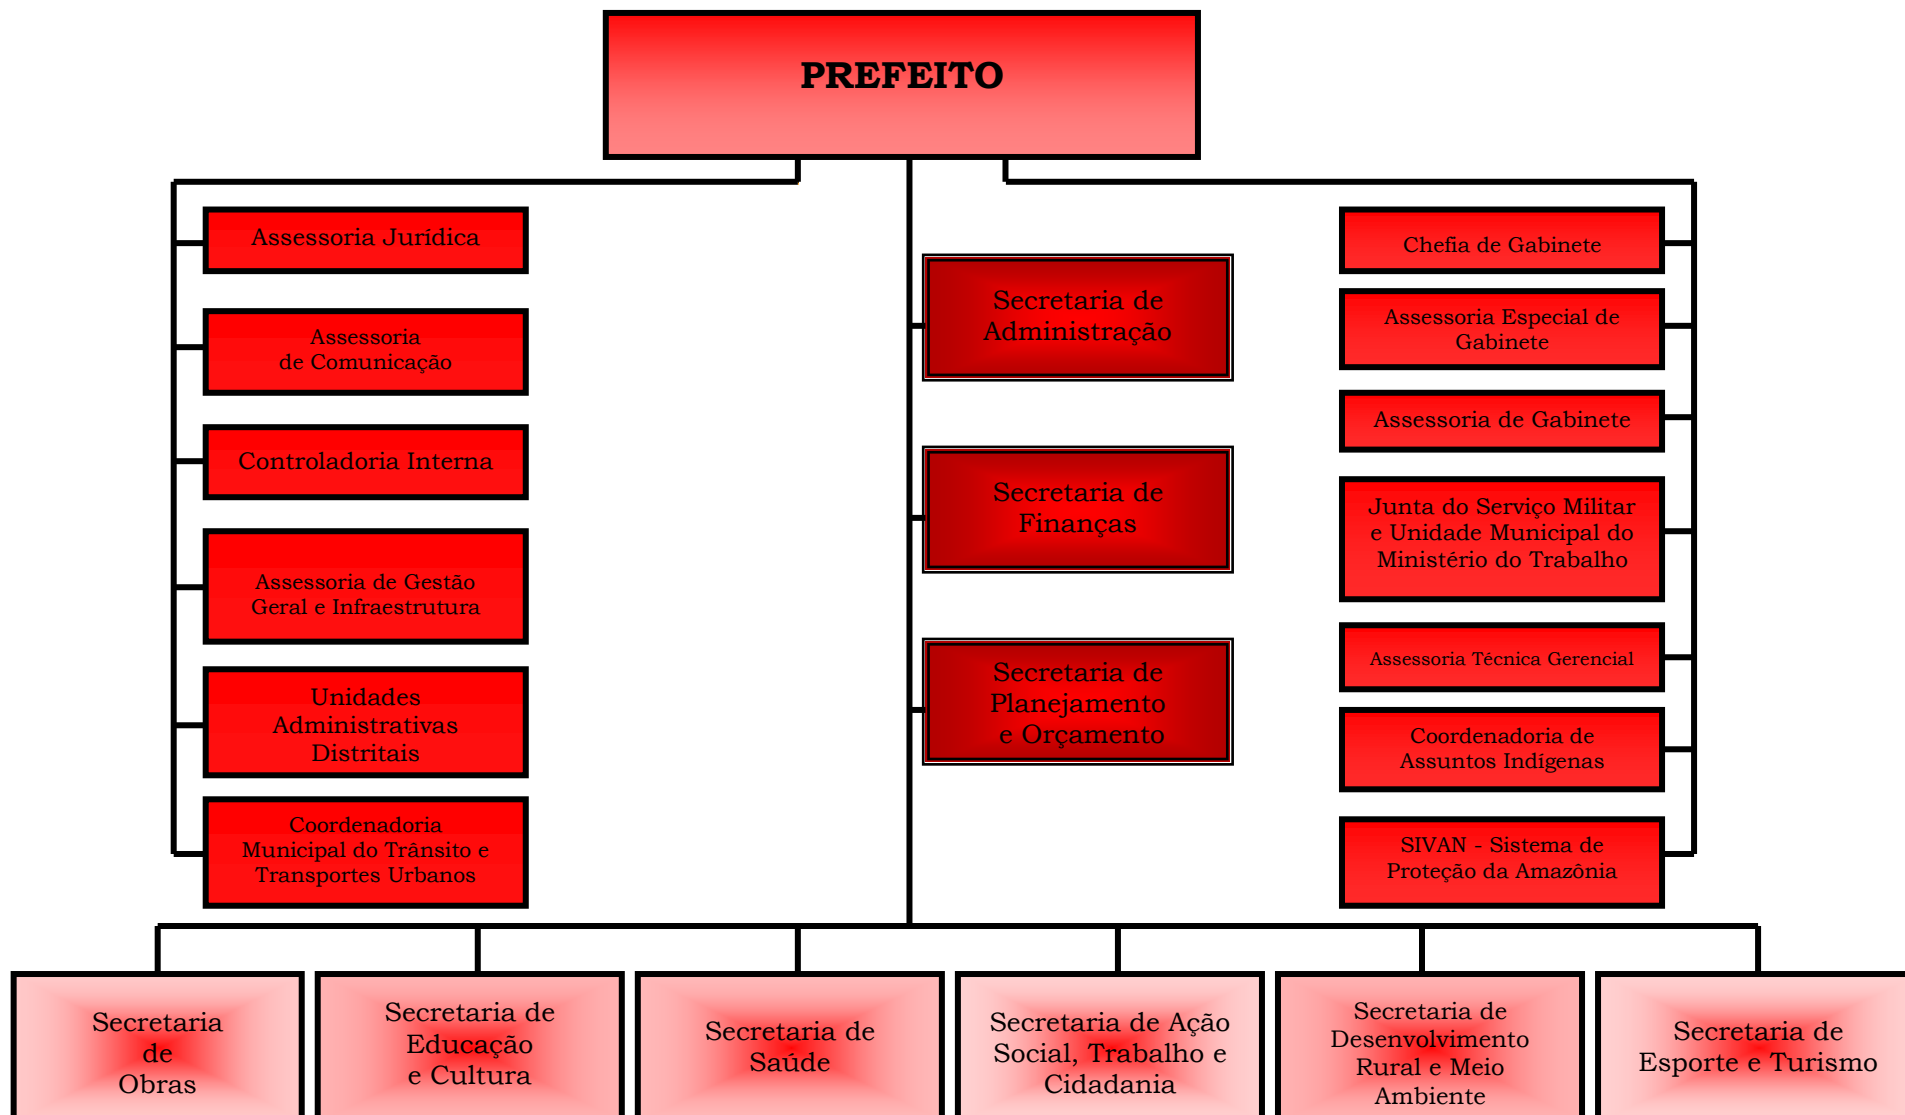 PREFEITO
Assessoria Jurídica
Assessoria
de Comunicação
Controladoria Interna
Assessoria de Gestão
Geral e Infraestrutura
Unidades
Administrativas
Distritais
Coordenadoria
Municipal do Trânsito e
Transportes Urbanos
Secretaria de
Administração
Secretaria de
Finanças
Secretaria de
Planejamento
e Orçamento
Chefia de Gabinete
Assessoria Especial de
Gabinete
Assessoria de Gabinete
Junta do Serviço Militar
e Unidade Municipal do
Ministério do Trabalho
Assessoria Técnica Gerencial
Coordenadoria de
Assuntos Indígenas
SIVAN - Sistema de
Proteção da Amazônia
Secretaria
de
Obras
Secretaria de
Educação
e Cultura
Secretaria de
Saúde
Secretaria de Ação
Social, Trabalho e
Cidadania
Secretaria de
Desenvolvimento
Rural e Meio
Ambiente
Secretaria de
Esporte e Turismo